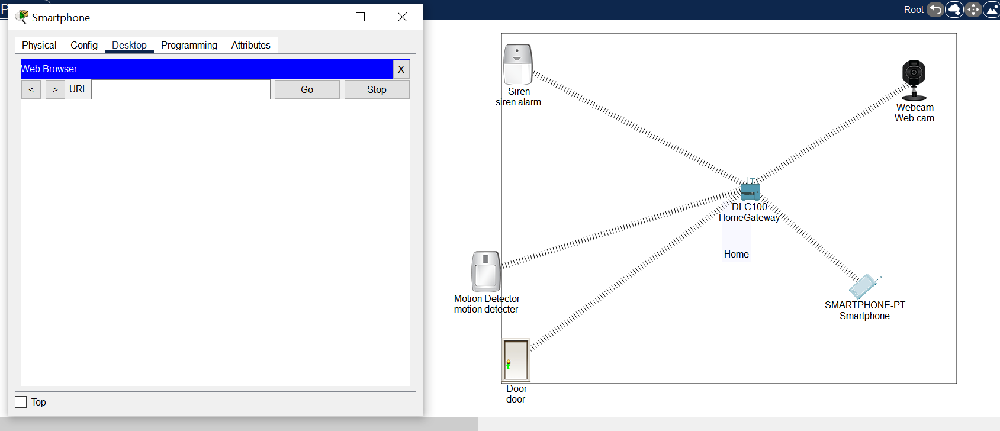 P
Root
Smartphone
Physical Config Desktop Programming Attributes
Web Browser X
< > URL Go Stop
Top
Siren
siren alarm
Webcam
Web cam
DLC100
HomeGateway
Home
Motion Detector
motion detecter
SMARTPHONE-PT
Smartphone
Door
door